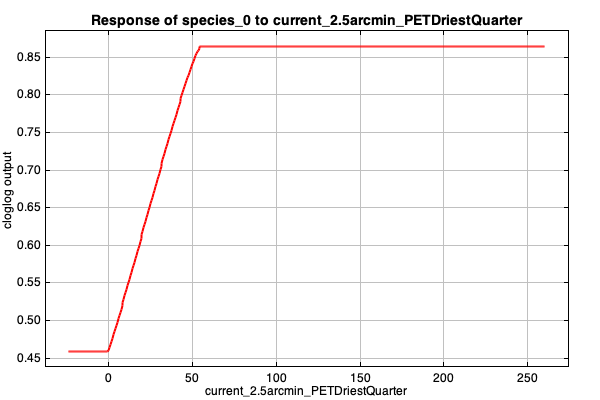 Response of species_0 to current_2.5arcmin_PETDriestQuarter
0.85
0.80
0.75
0.70
0.65
0.60
0.55
0.50
0.45
cloglog output
0 50 100 150 200 250
current_2.5arcmin_PETDriestQuarter